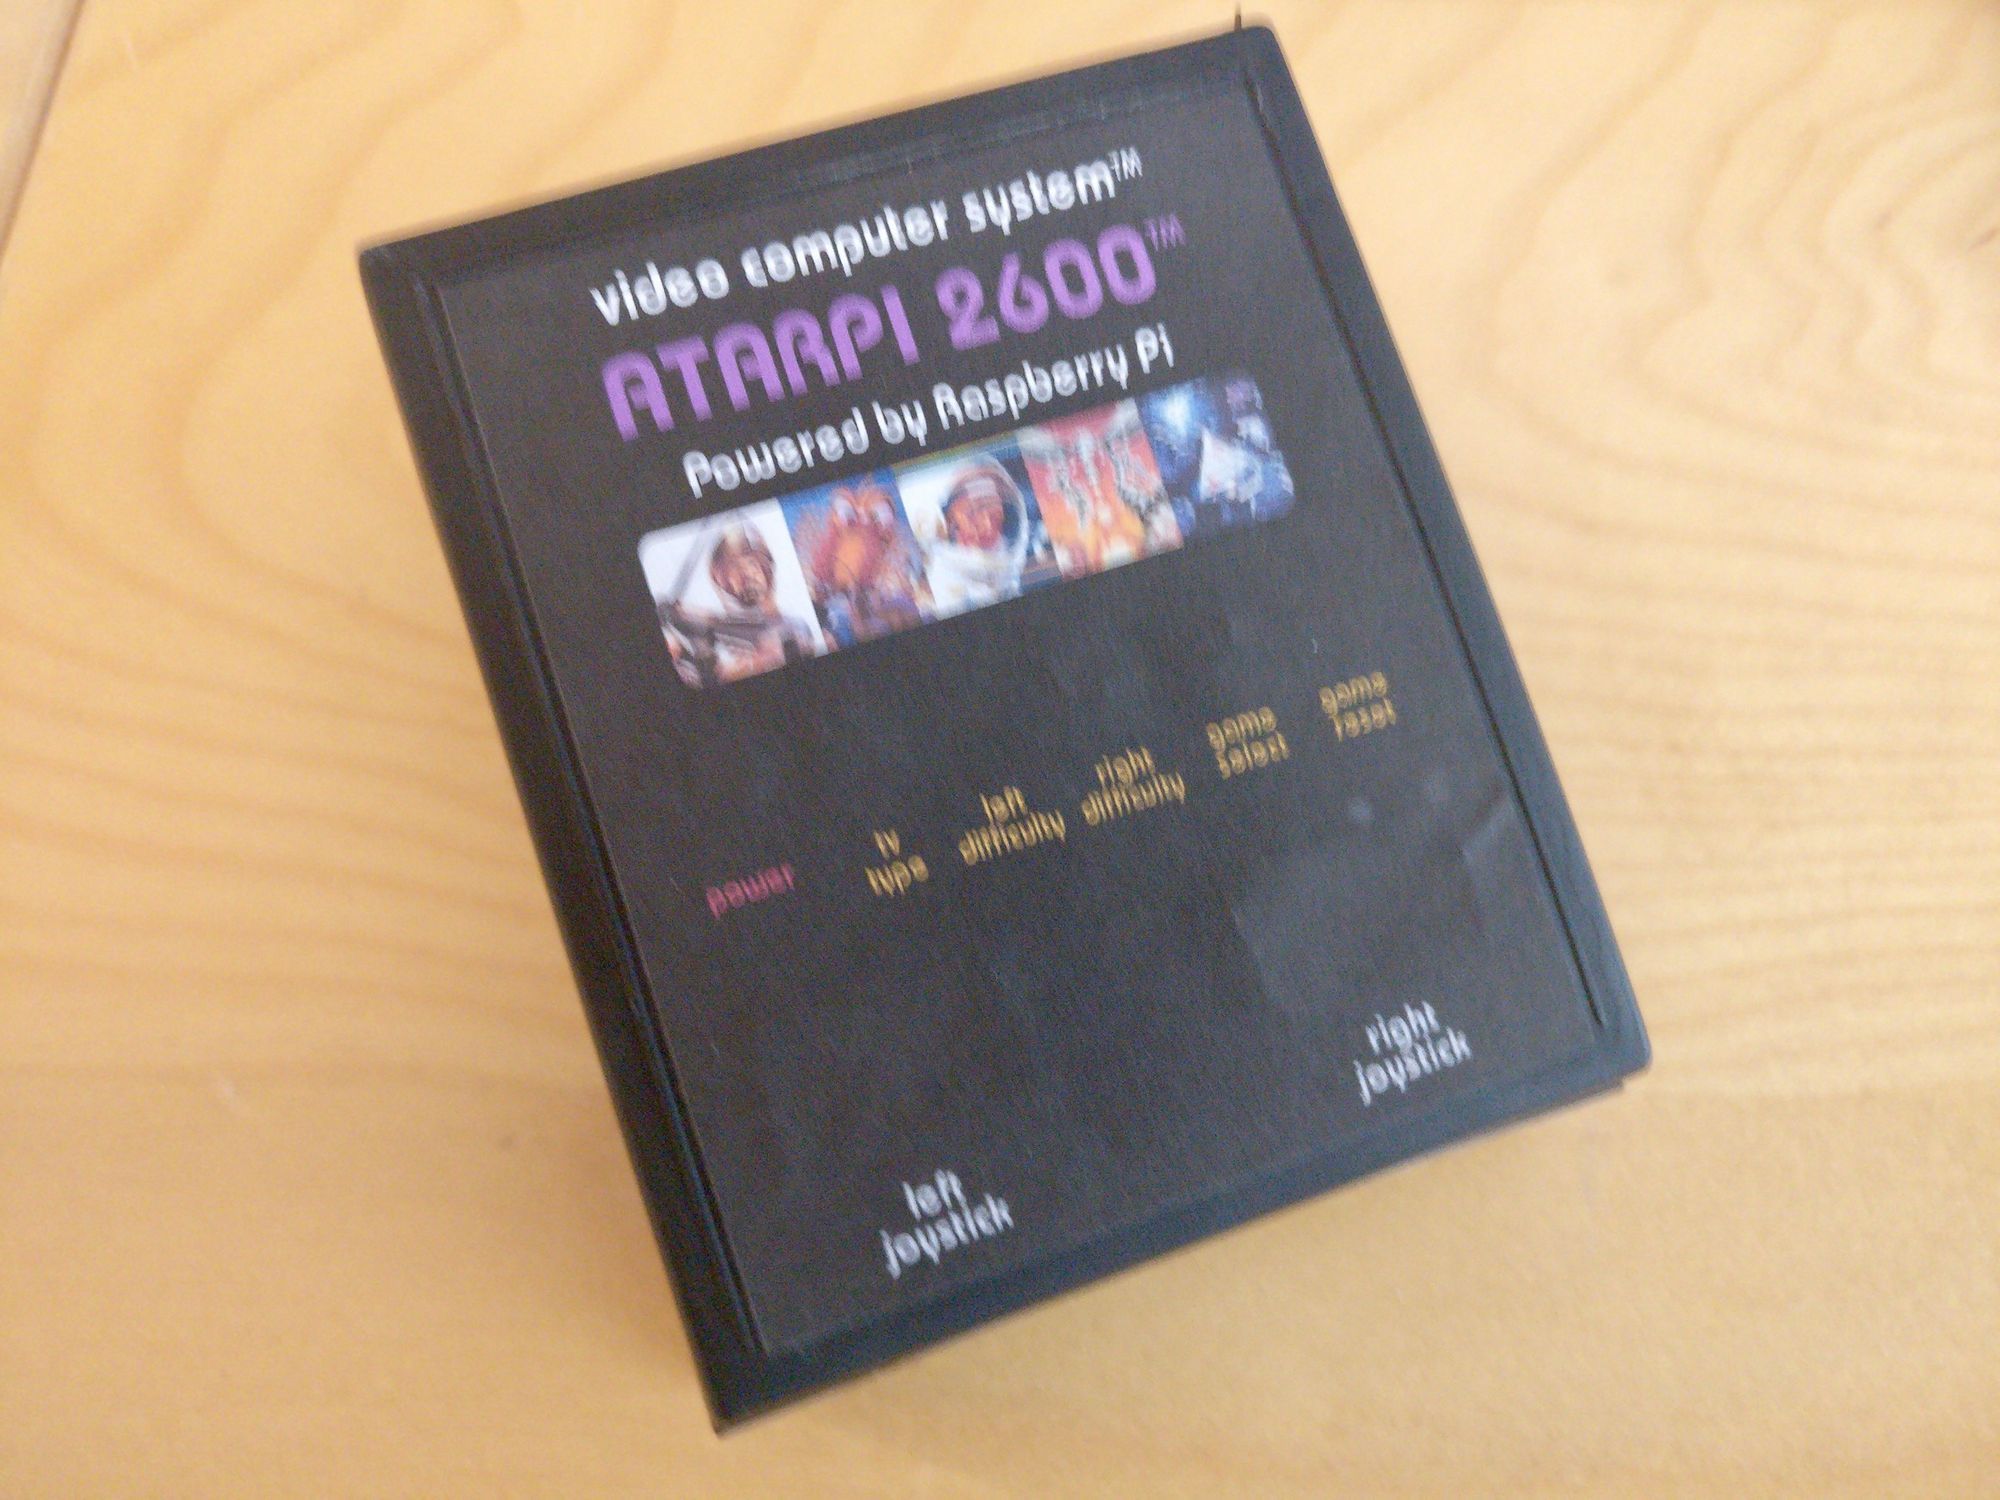 video computer system™
ATARPI 2600™
Powered by Raspberry Pi
power
tv
type
left
difficulty
right
difficulty
game
select
game
reset
right
joystick
left
joystick